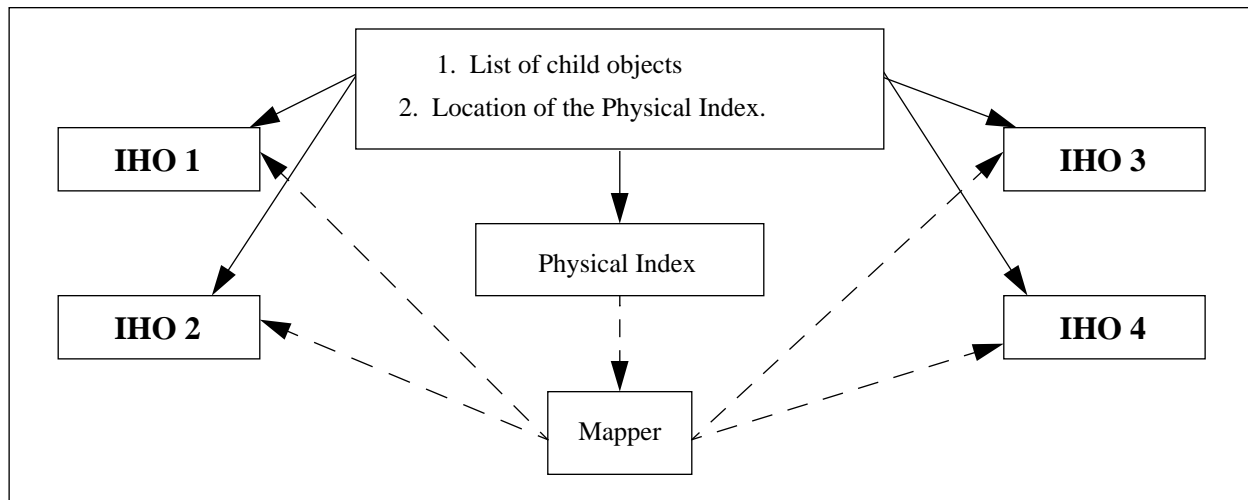 1. List of child objects
2. Location of the Physical Index.
IHO 1
IHO 3
Physical Index
IHO 2
IHO 4
Mapper